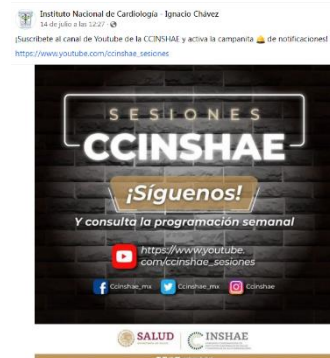 Instituto Nacional de Cardiología - Ignacio Chávez
14 de julio a las 12:27 ·
¡Suscríbete al canal de Youtube de la CCINSHAE y activa la campanita 🔔 de notificaciones!
https://www.youtube.com/ccinshae_sesiones
SESIONES
CCINSHAE
¡Síguenos!
Y consulta la programación semanal
https://www.youtube.
com/ccinshae_sesiones
Ccinshae_mx Ccinshae_mx Ccinshae
SALUD INSHAE